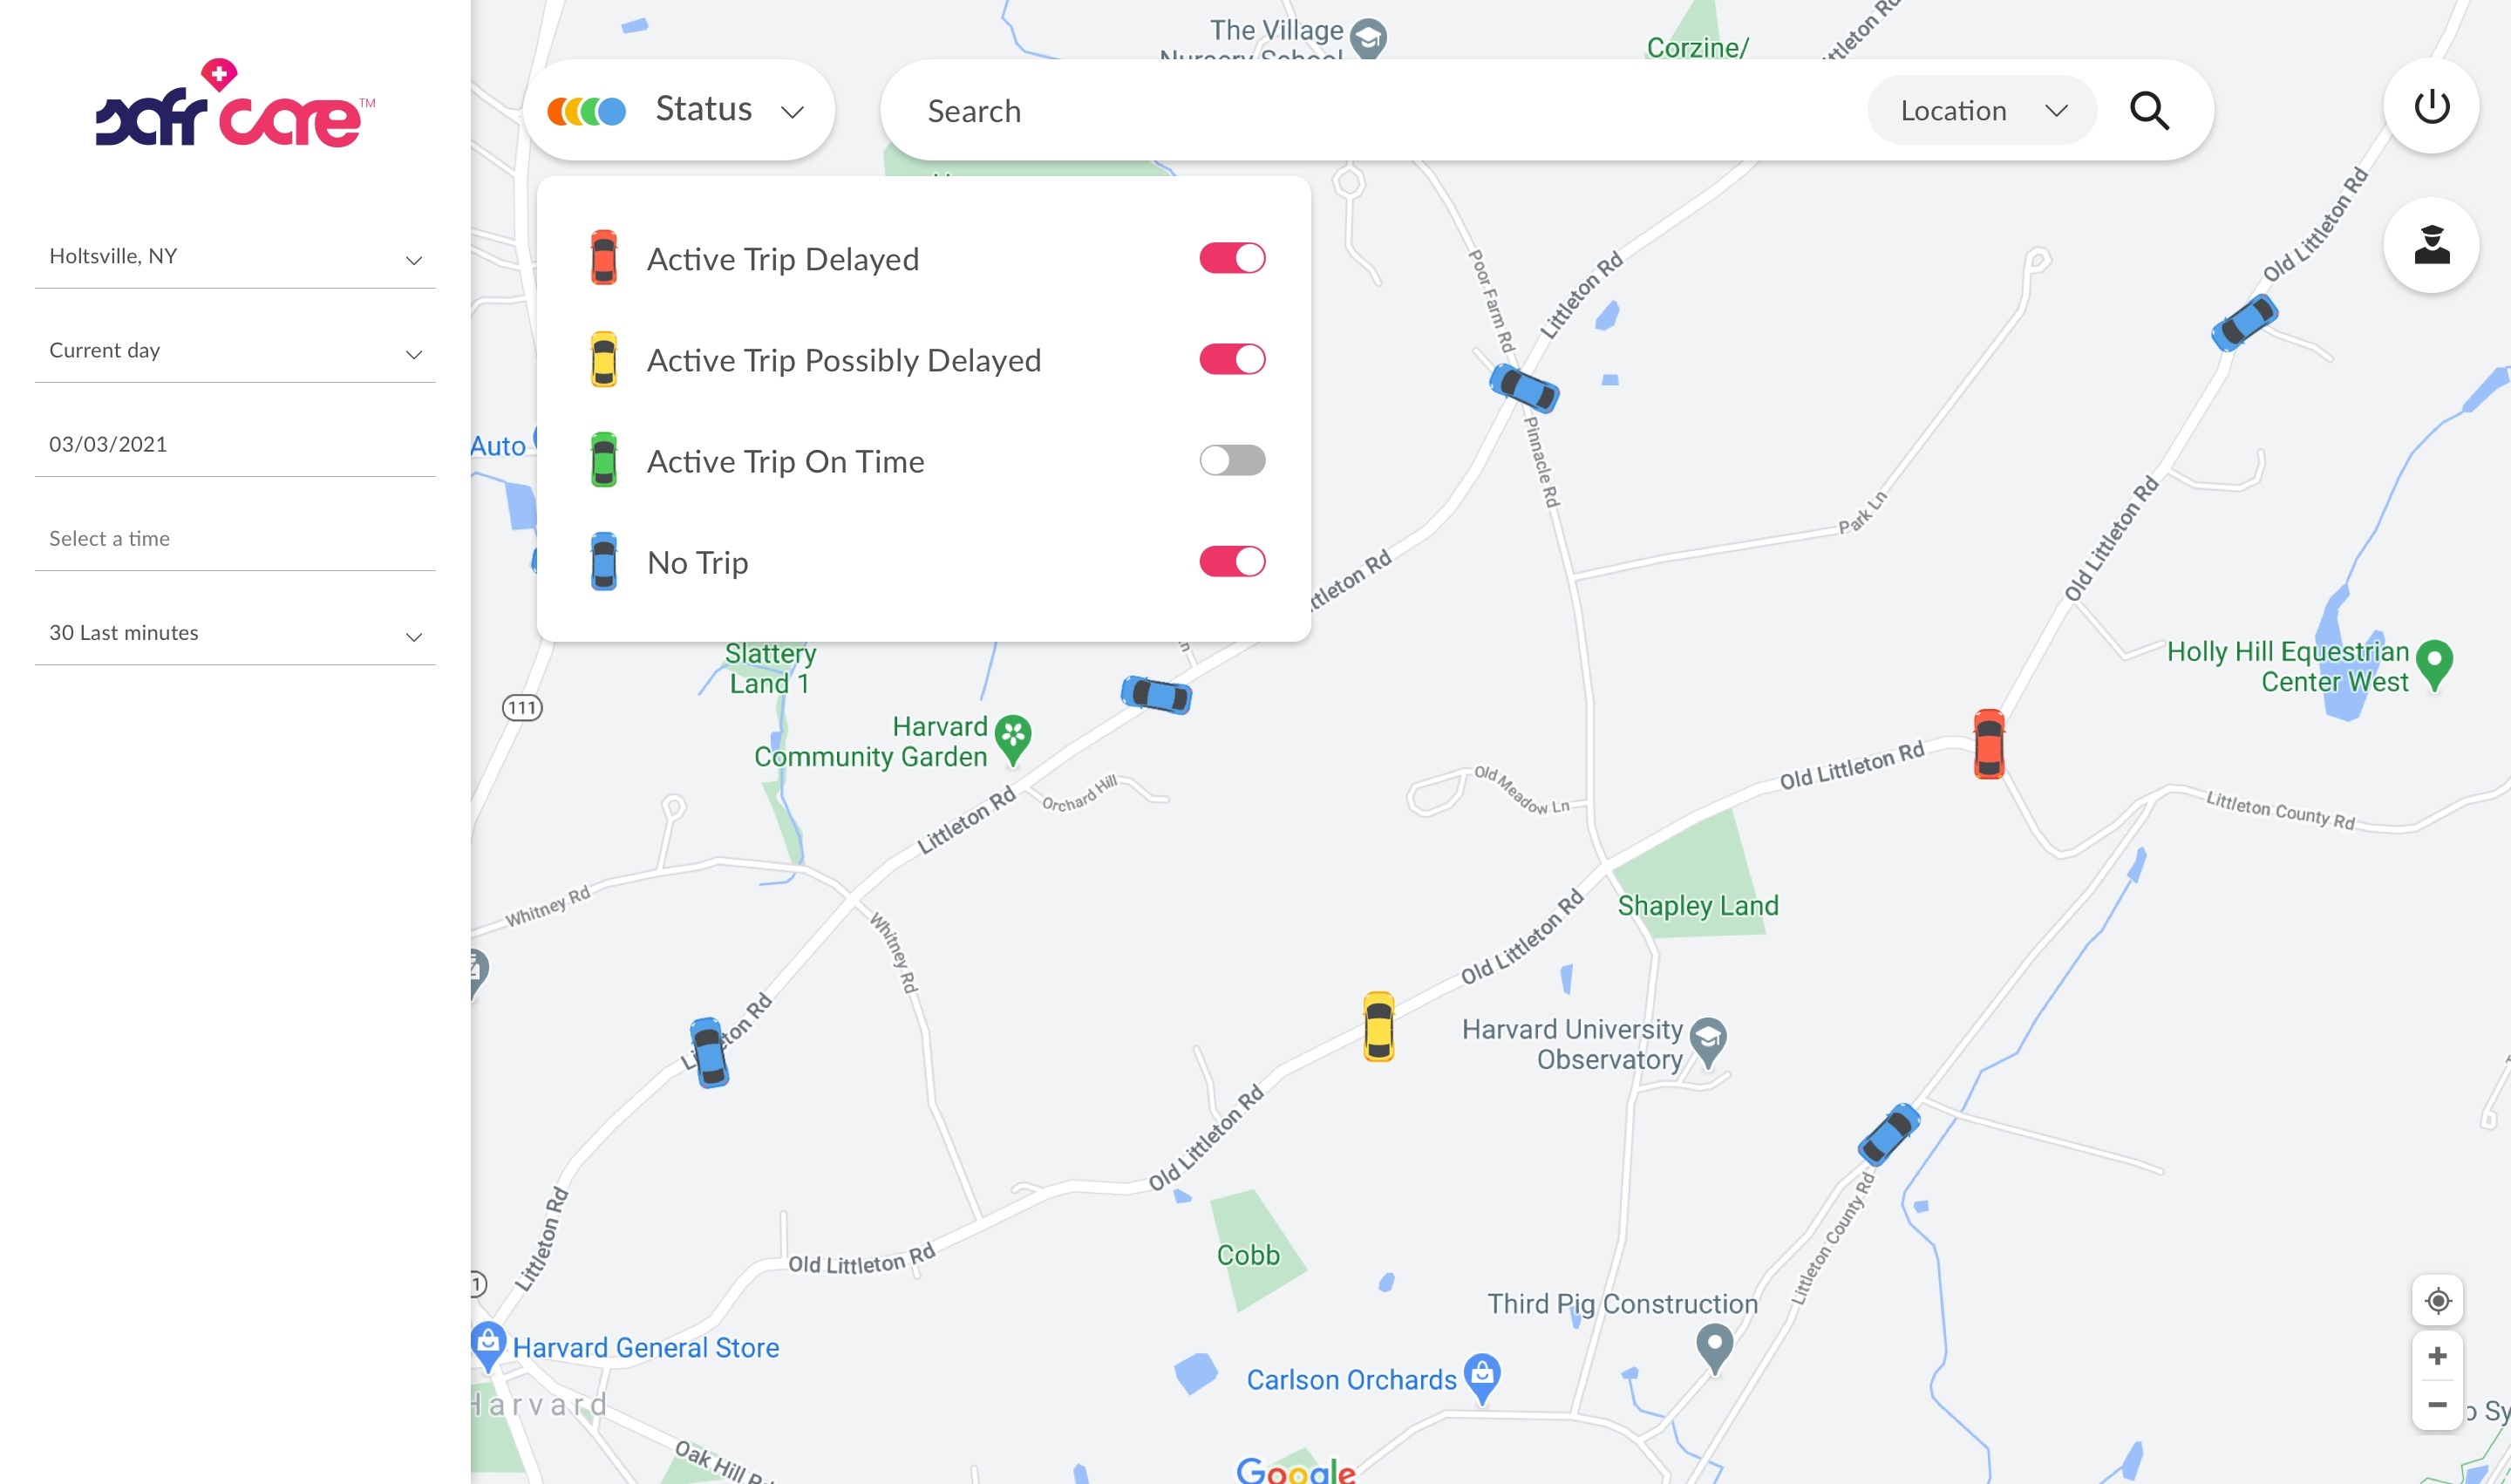 safr care™
Holtsville, NY
Current day
03/03/2021
Select a time
30 Last minutes
Status
Search
Location
Active Trip Delayed
Active Trip Possibly Delayed
Active Trip On Time
No Trip
The Village
Nursery School
Corzine/
Littleton Rd
Poor Farm Rd
Pinnacle Rd
Old Littleton Rd
Auto
Park Ln
Old Littleton Rd
Holly Hill Equestrian
Center West
Slattery
Land 1
111
Harvard
Community Garden
Orchard Hill
Littleton Rd
Old Meadow Ln
Old Littleton Rd
Littleton County Rd
Whitney Rd
Whitney Rd
Shapley Land
Old Littleton Rd
Harvard University
Observatory
Old Littleton Rd
Littleton County Rd
Littleton Rd
Old Littleton Rd
Cobb
Third Pig Construction
Harvard General Store
Carlson Orchards
Harvard
Oak Hill Rd
Google